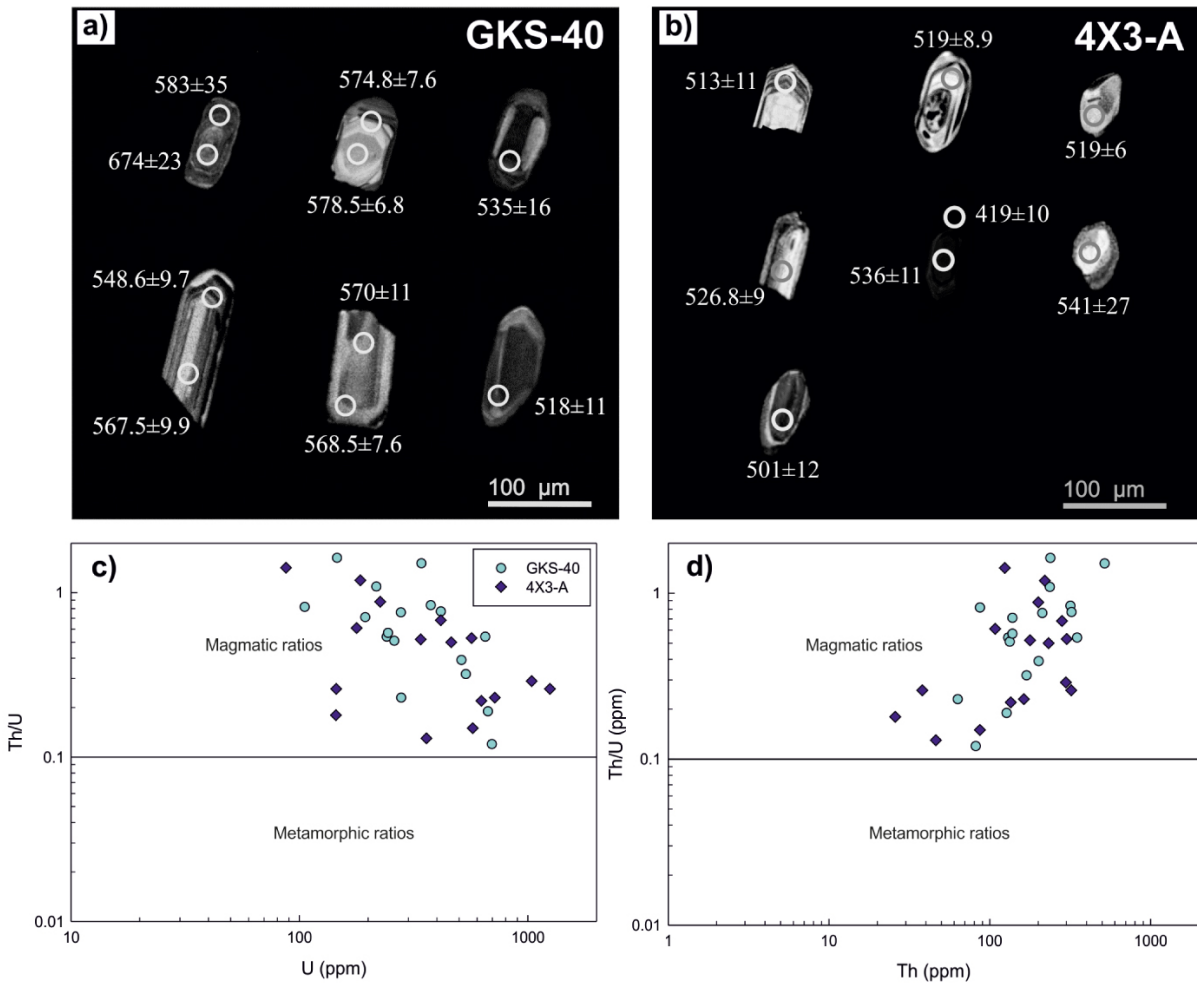 a)
GKS-40
583±35
574.8±7.6
674±23
578.5±6.8
535±16
548.6±9.7
570±11
567.5±9.9
568.5±7.6
518±11
100 µm
b)
4X3-A
519±8.9
513±11
519±6
419±10
526.8±9
536±11
541±27
501±12
100 µm
c)
GKS-40
4X3-A
Magmatic ratios
Metamorphic ratios
Th/U
1
0.1
0.01
10
100
1000
U (ppm)
d)
Magmatic ratios
Metamorphic ratios
Th/U (ppm)
1
0.1
0.01
1
10
100
1000
Th (ppm)